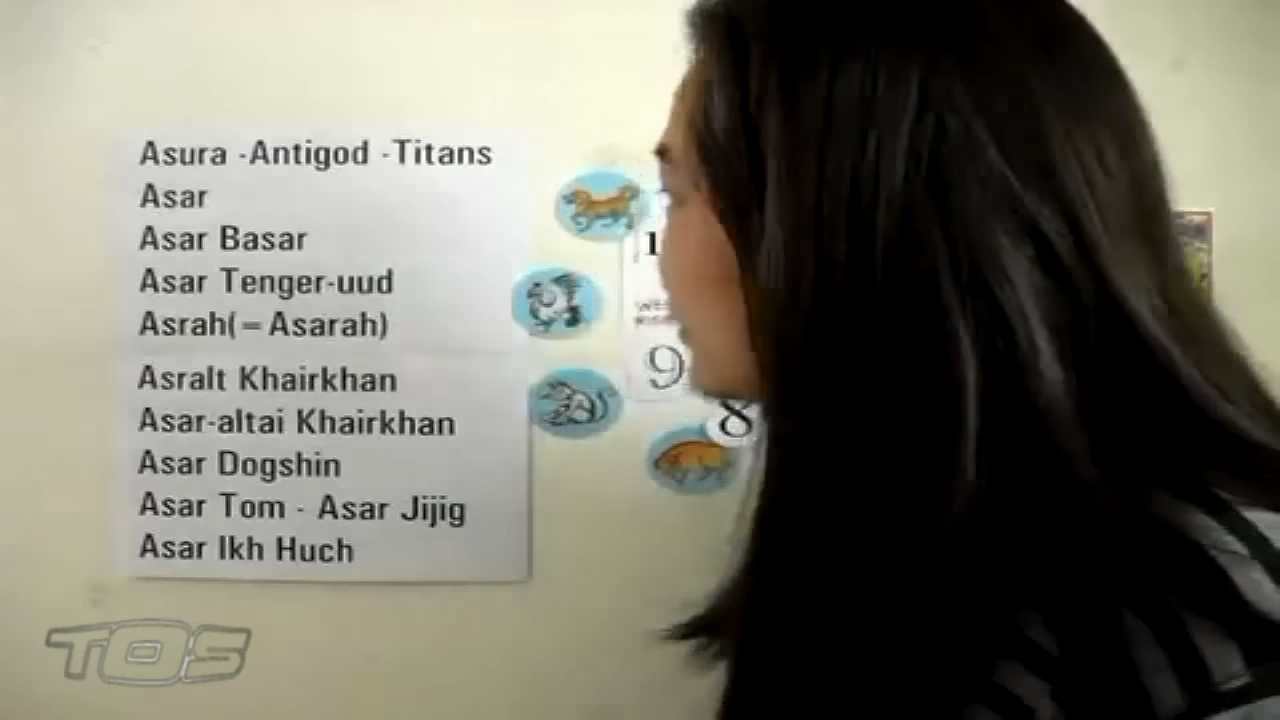 Asura -Antigod -Titans
Asar
Asar Basar
Asar Tenger-uud
Asrah(=Asarah)
Asralt Khairkhan
Asar-altai Khairkhan
Asar Dogshin
Asar Tom - Asar Jijig
Asar Ikh Huch
1
9
8
TOS